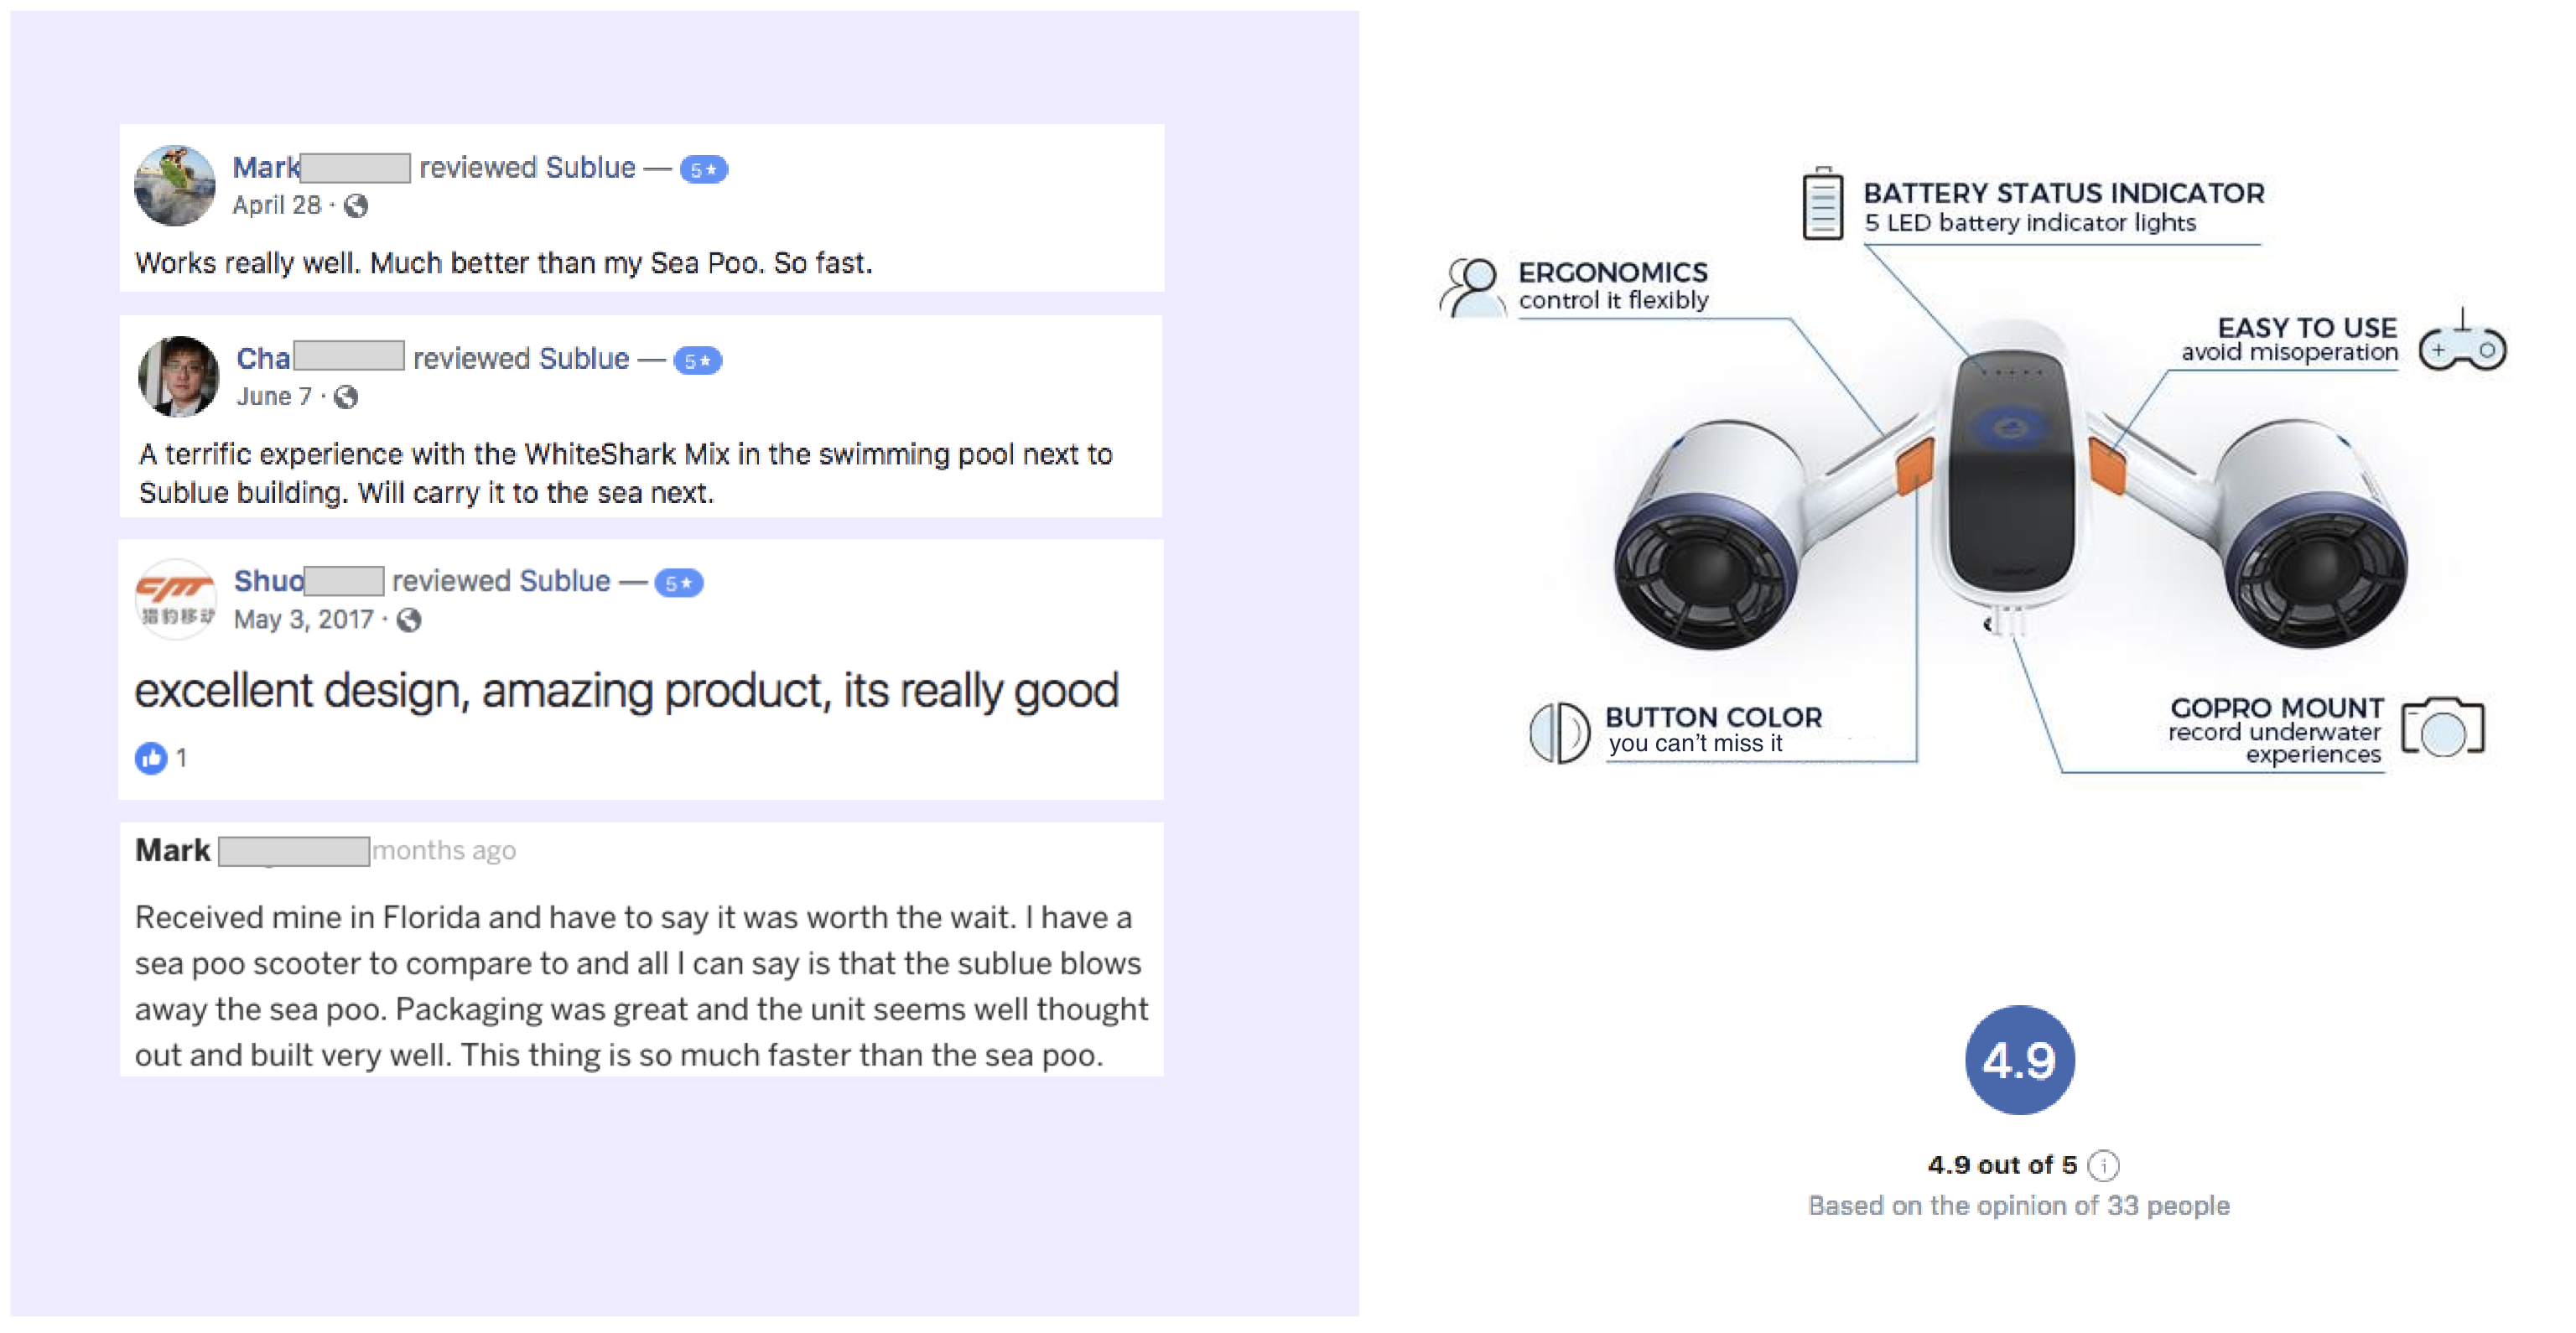 Mark reviewed Sublue — 5★
April 28 ·
Works really well. Much better than my Sea Poo. So fast.
Cha reviewed Sublue — 5★
June 7 ·
A terrific experience with the WhiteShark Mix in the swimming pool next to
Sublue building. Will carry it to the sea next.
猎豹移动
Shuo reviewed Sublue — 5★
May 3, 2017 ·
excellent design, amazing product, its really good
1
Mark months ago
Received mine in Florida and have to say it was worth the wait. I have a
sea poo scooter to compare to and all I can say is that the sublue blows
away the sea poo. Packaging was great and the unit seems well thought
out and built very well. This thing is so much faster than the sea poo.
BATTERY STATUS INDICATOR
5 LED battery indicator lights
ERGONOMICS
control it flexibly
EASY TO USE
avoid misoperation
BUTTON COLOR
you can't miss it
GOPRO MOUNT
record underwater
experiences
4.9
4.9 out of 5
Based on the opinion of 33 people